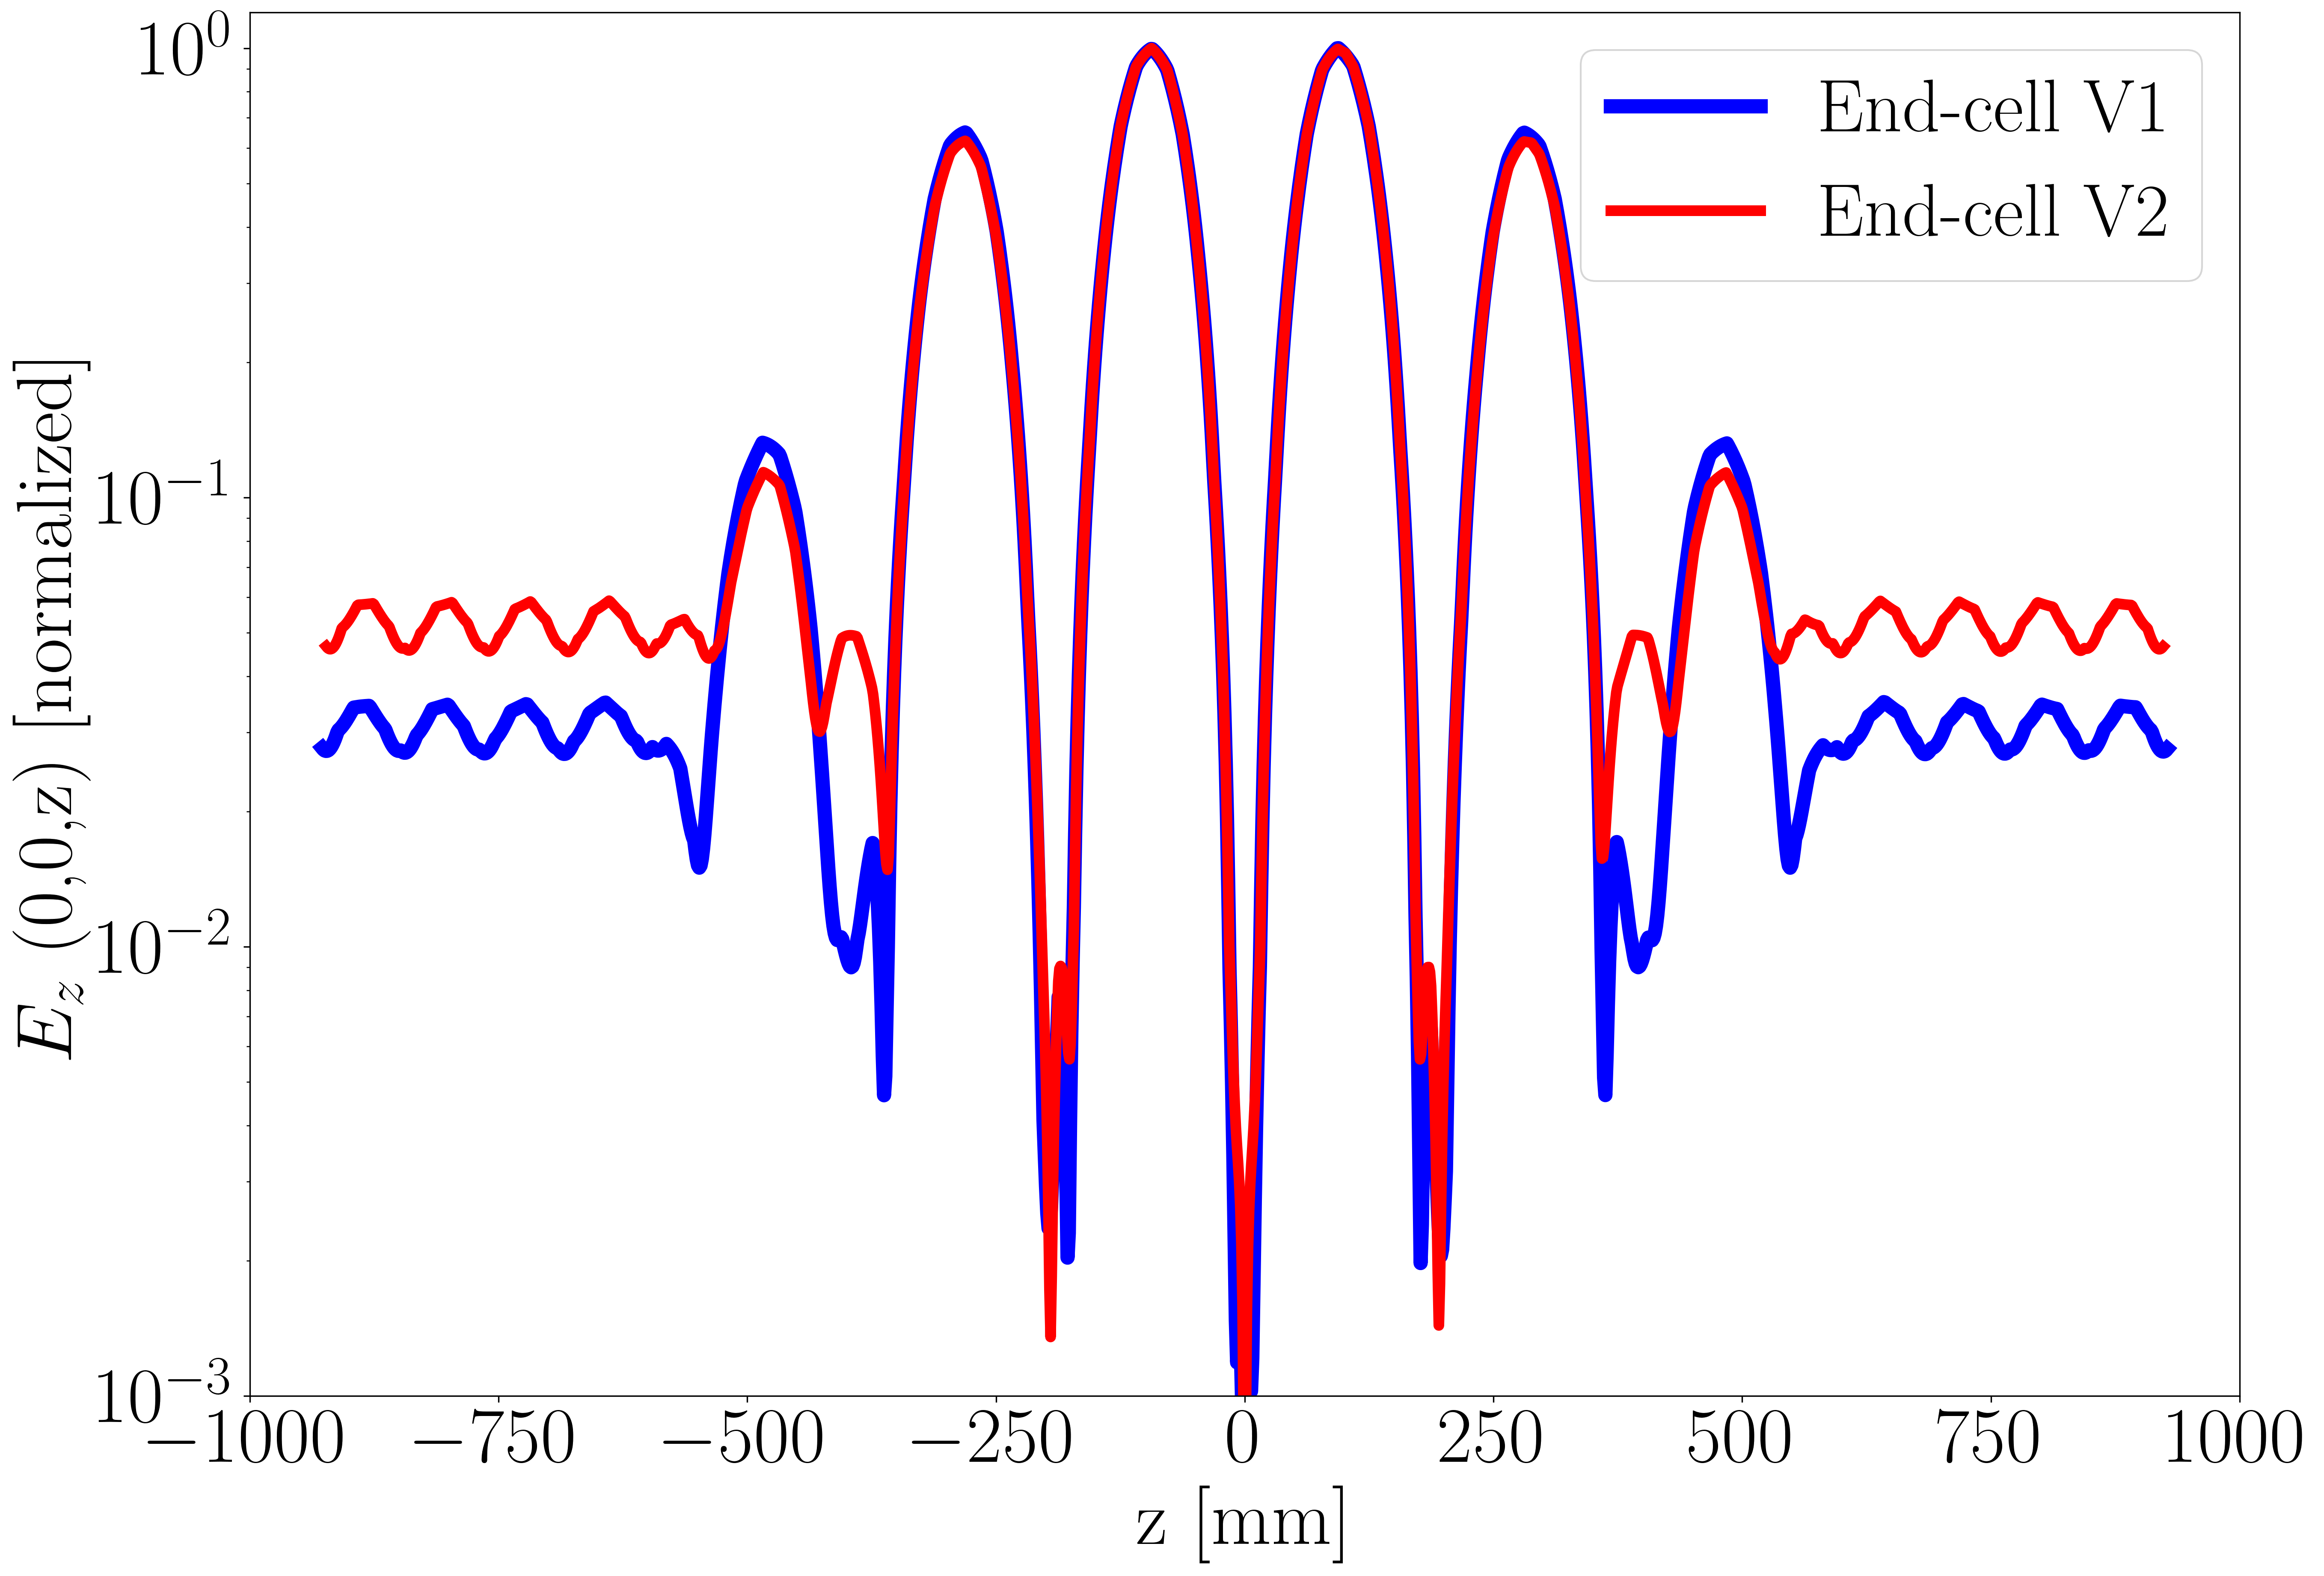 End-cell V1
End-cell V2
E_z (0,0,z) [normalized]
10^0
10^−1
10^−2
10^−3
−1000 −750 −500 −250 0 250 500 750 1000
z [mm]